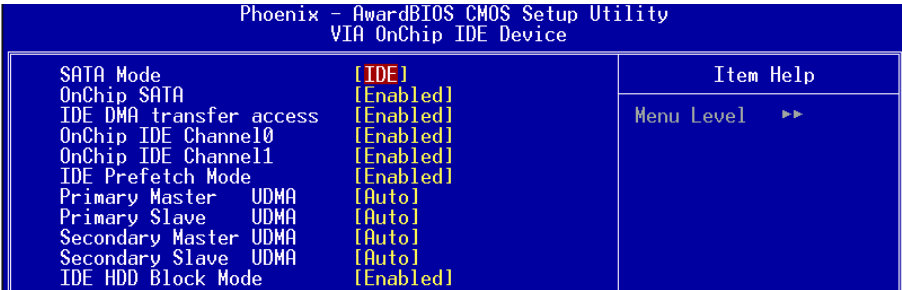 Phoenix - AwardBIOS CMOS Setup Utility
VIA OnChip IDE Device
SATA Mode [IDE]
OnChip SATA [Enabled]
IDE DMA transfer access [Enabled]
OnChip IDE Channel0 [Enabled]
OnChip IDE Channel1 [Enabled]
IDE Prefetch Mode [Enabled]
Primary Master UDMA [Auto]
Primary Slave UDMA [Auto]
Secondary Master UDMA [Auto]
Secondary Slave UDMA [Auto]
IDE HDD Block Mode [Enabled]
Item Help
Menu Level ►►